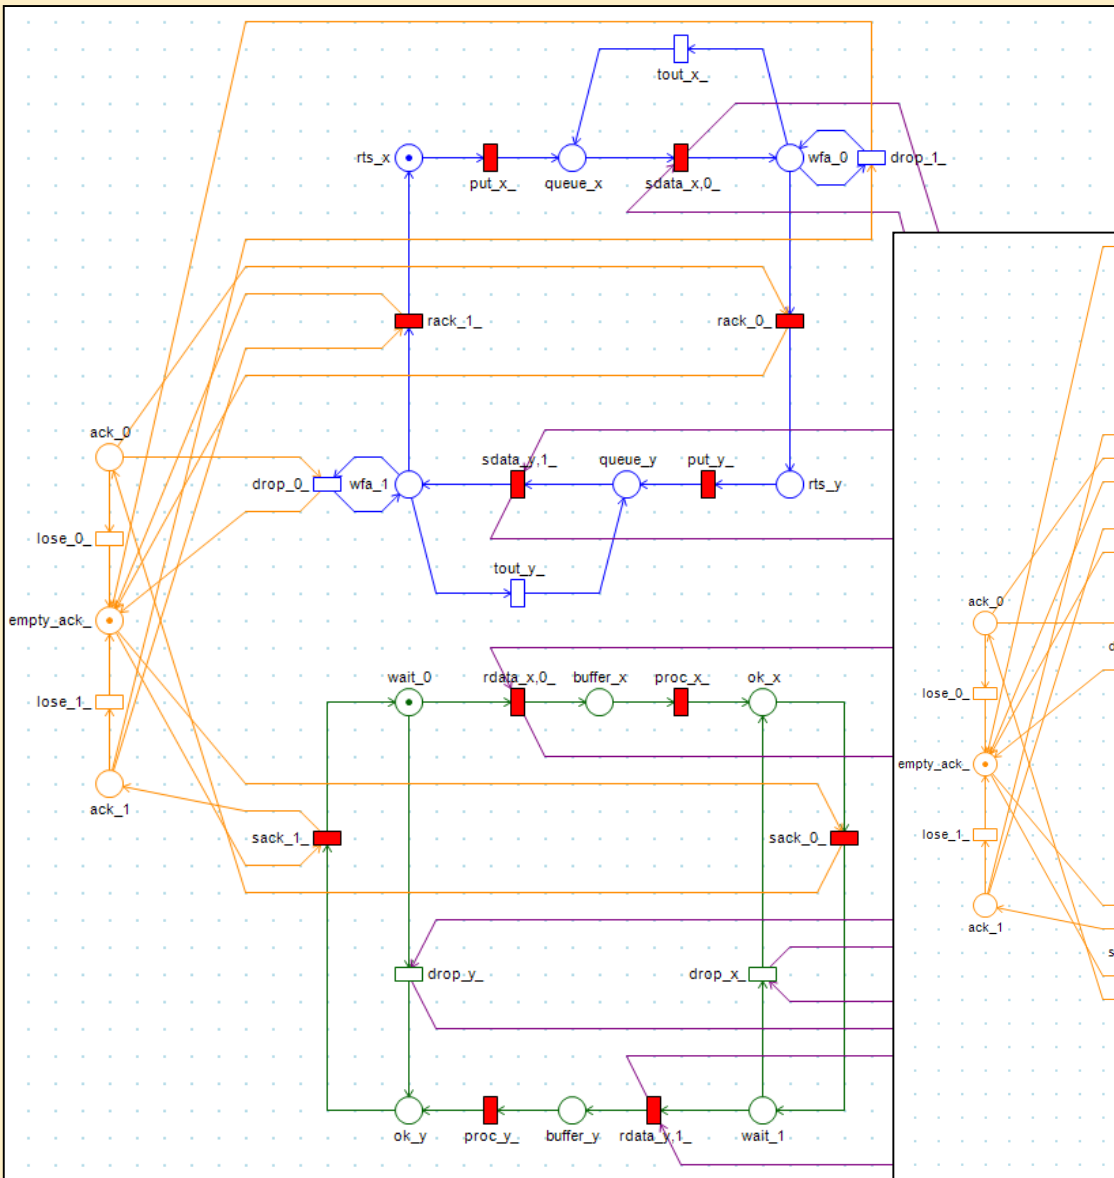 tout_x_
rts_x
wfa_0
drop_1_
put_x_
queue_x
sdata_x,0_
rack_1_
rack_0_
ack_0
sdata_y,1_
queue_y
put_y_
drop_0_
wfa_1
rts_y
lose_0_
tout_y_
empty_ack_
wait_0
rdata_x,0_
buffer_x
proc_x_
ok_x
lose_1_
ack_1
sack_1_
sack_0_
drop_y_
drop_x_
ok_y
proc_y_
buffer_y
rdata_y,1_
wait_1
ack_0
d
lose_0_
empty_ack_
lose_1_
ack_1
s